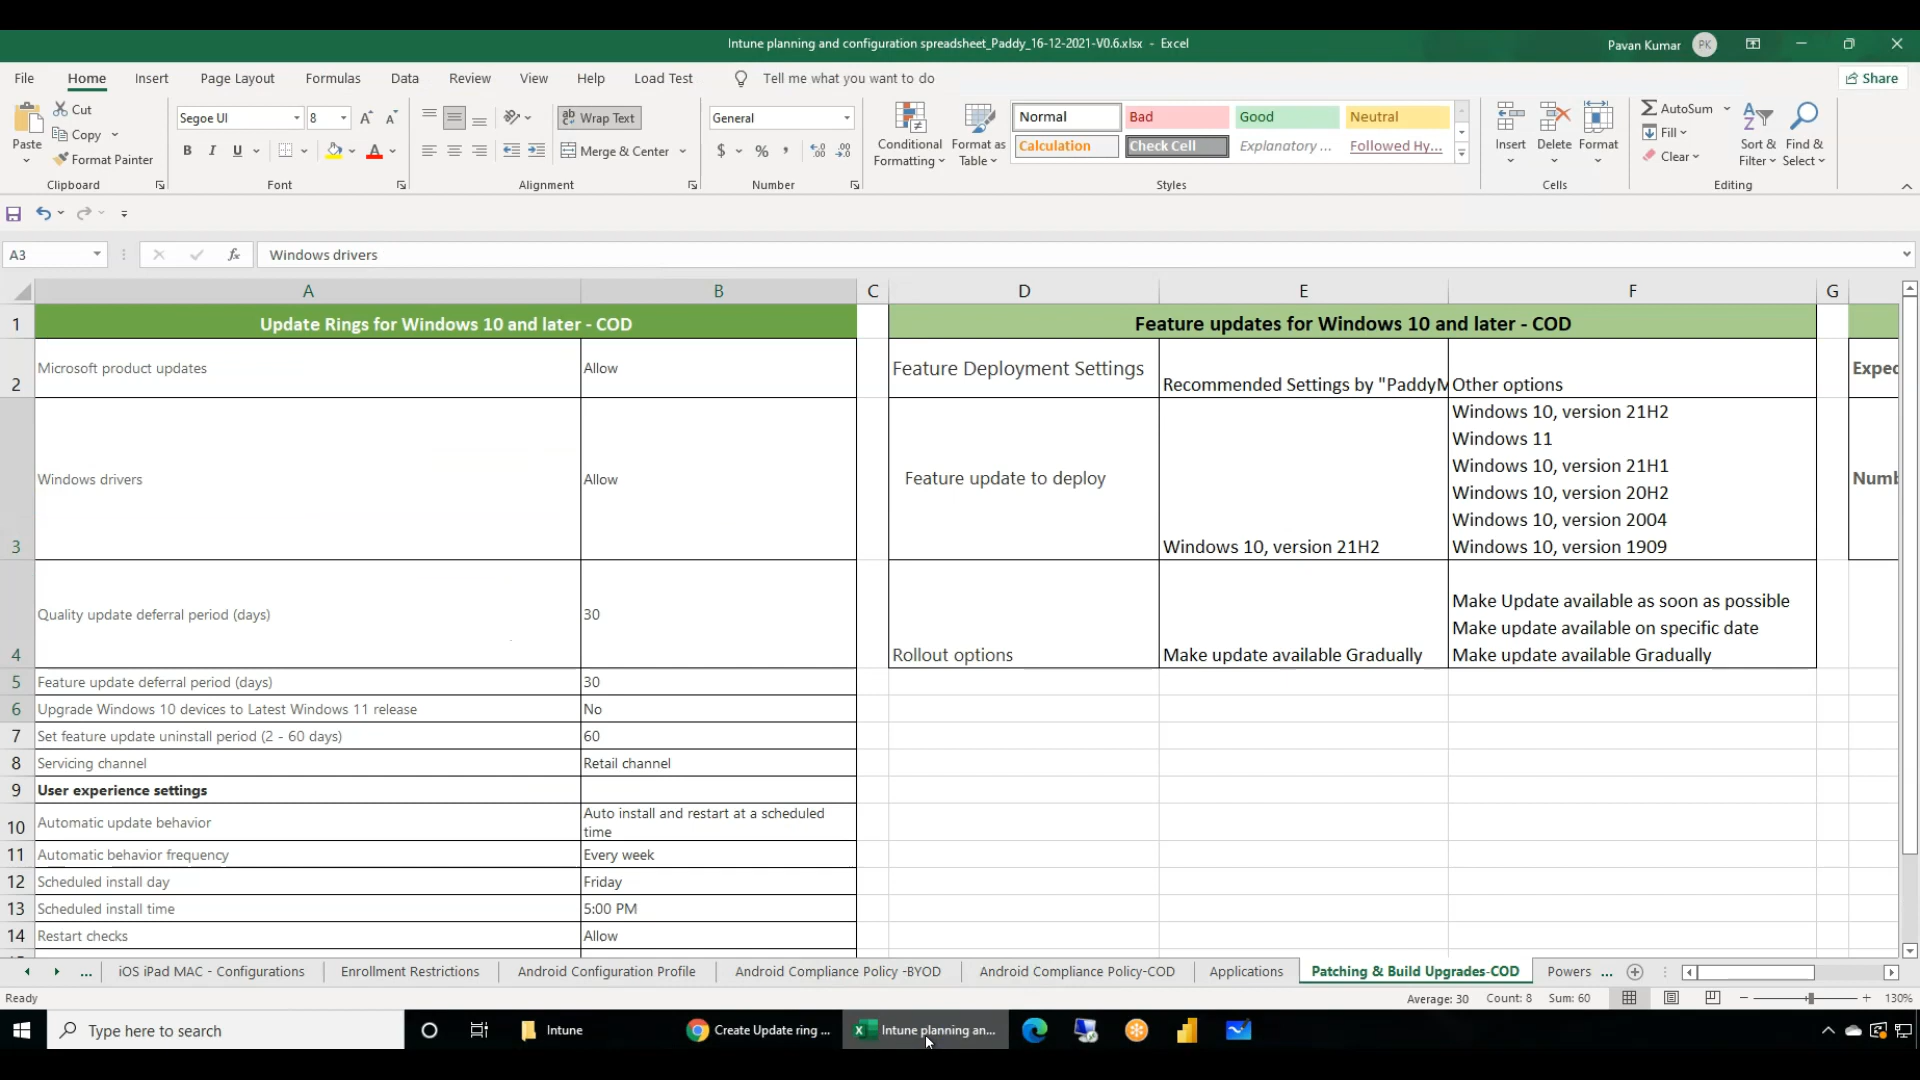 Intune planning and configuration spreadsheet_Paddy_16-12-2021-V0.6.xlsx - Excel
Pavan Kumar
PK
File
Home
Insert
Page Layout
Formulas
Data
Review
View
Help
Load Test
Tell me what you want to do
Share
Paste
Cut
Copy
Format Painter
Clipboard
Segoe UI
8
Font
Wrap Text
Merge & Center
Alignment
General
Number
Conditional Formatting
Format as Table
Normal
Bad
Good
Neutral
Calculation
Check Cell
Explanatory ...
Followed Hy...
Styles
Insert
Delete
Format
Cells
AutoSum
Fill
Clear
Sort & Filter
Find & Select
Editing
A3
Windows drivers
A B C D E F G
1 Update Rings for Windows 10 and later - COD
Feature updates for Windows 10 and later - COD
2 Microsoft product updates Allow
Feature Deployment Settings Recommended Settings by "PaddyM Other options
Expec
3 Windows drivers Allow
Feature update to deploy Windows 10, version 21H2
Windows 10, version 21H2
Windows 11
Windows 10, version 21H1
Windows 10, version 20H2
Windows 10, version 2004
Windows 10, version 1909
Numb
4 Quality update deferral period (days) 30
Rollout options Make update available Gradually
Make Update available as soon as possible
Make update available on specific date
Make update available Gradually
5 Feature update deferral period (days) 30
6 Upgrade Windows 10 devices to Latest Windows 11 release No
7 Set feature update uninstall period (2 - 60 days) 60
8 Servicing channel Retail channel
9 User experience settings
10 Automatic update behavior Auto install and restart at a scheduled time
11 Automatic behavior frequency Every week
12 Scheduled install day Friday
13 Scheduled install time 5:00 PM
14 Restart checks Allow
... iOS iPad MAC - Configurations
Enrollment Restrictions
Android Configuration Profile
Android Compliance Policy -BYOD
Android Compliance Policy-COD
Applications
Patching & Build Upgrades-COD
Powers ...
Ready
Average: 30 Count: 8 Sum: 60
130%
Type here to search
Intune
Create Update ring ...
Intune planning an...